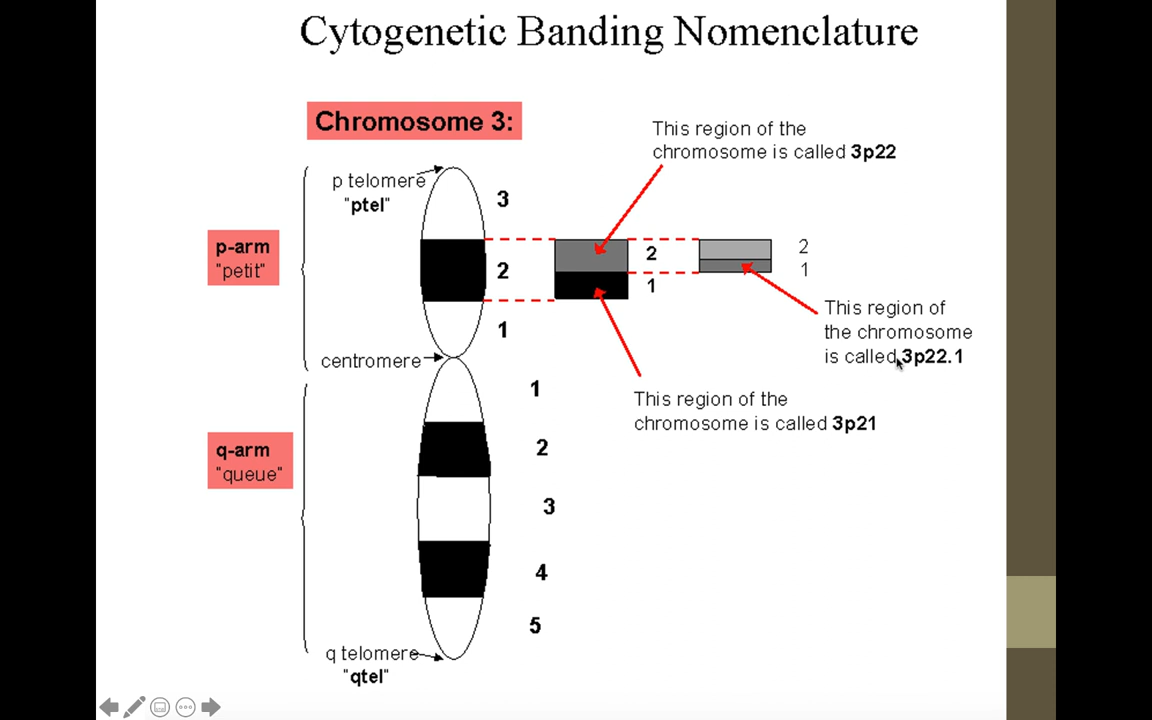 Cytogenetic Banding Nomenclature
Chromosome 3:
This region of the
chromosome is called 3p22
p telomere
"ptel"
3
p-arm
"petit"
2
2
1
2
1
1
This region of
the chromosome
is called 3p22.1
centromere
This region of the
chromosome is called 3p21
1
q-arm
"queue"
2
3
4
5
q telomere
"qtel"